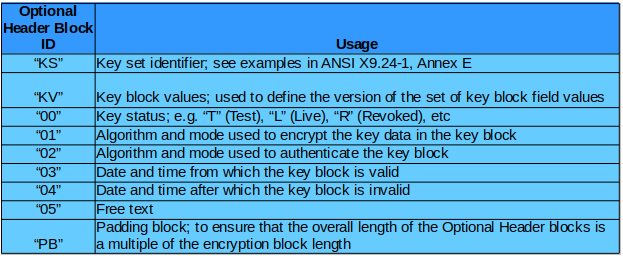 Optional
Header Block
ID Usage
“KS” Key set identifier; see examples in ANSI X9.24-1, Annex E
“KV” Key block values; used to define the version of the set of key block field values
“00” Key status; e.g. “T” (Test), “L” (Live), “R” (Revoked), etc
“01” Algorithm and mode used to encrypt the key data in the key block
“02” Algorithm and mode used to authenticate the key block
“03” Date and time from which the key block is valid
“04” Date and time after which the key block is invalid
“05” Free text
Padding block; to ensure that the overall length of the Optional Header blocks is
“PB” a multiple of the encryption block length